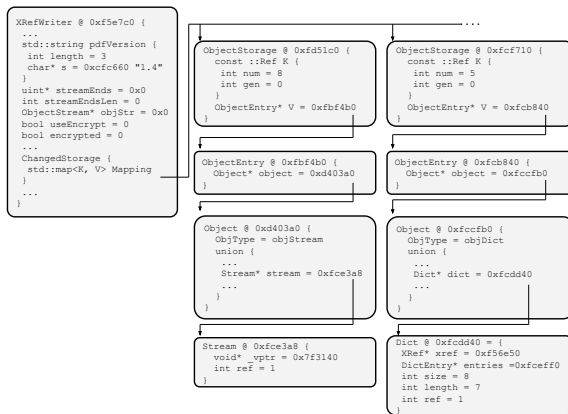 XRefWriter @ 0xf5e7c0 {
...
std::string pdfVersion {
int length = 3
char* s = 0xcfc660 "1.4"
}
uint* streamEnds = 0x0
int streamEndsLen = 0
ObjectStream* objStr = 0x0
bool useEncrypt = 0
bool encrypted = 0
...
ChangedStorage {
std::map<K, V> Mapping
}
...
}
....
ObjectStorage @ 0xfd51c0 {
const ::Ref K {
int num = 8
int gen = 0
}
ObjectEntry* V = 0xfbf4b0
}
ObjectEntry @ 0xfbf4b0 {
Object* object = 0xd403a0
}
Object @ 0xd403a0 {
ObjType = objStream
union {
...
Stream* stream = 0xfce3a8
...
}
}
Stream @ 0xfce3a8 {
void* _vptr = 0x7f3140
int ref = 1
}
ObjectStorage @ 0xfcf710 {
const ::Ref K {
int num = 5
int gen = 0
}
ObjectEntry* V = 0xfcb840
}
ObjectEntry @ 0xfcb840 {
Object* object = 0xfccfb0
}
Object @ 0xfccfb0 {
ObjType = objDict
union {
...
Dict* dict = 0xfcdd40
...
}
}
Dict @ 0xfcdd40 = {
XRef* xref = 0xf56e50
DictEntry* entries =0xfceff0
int size = 8
int length = 7
int ref = 1
}